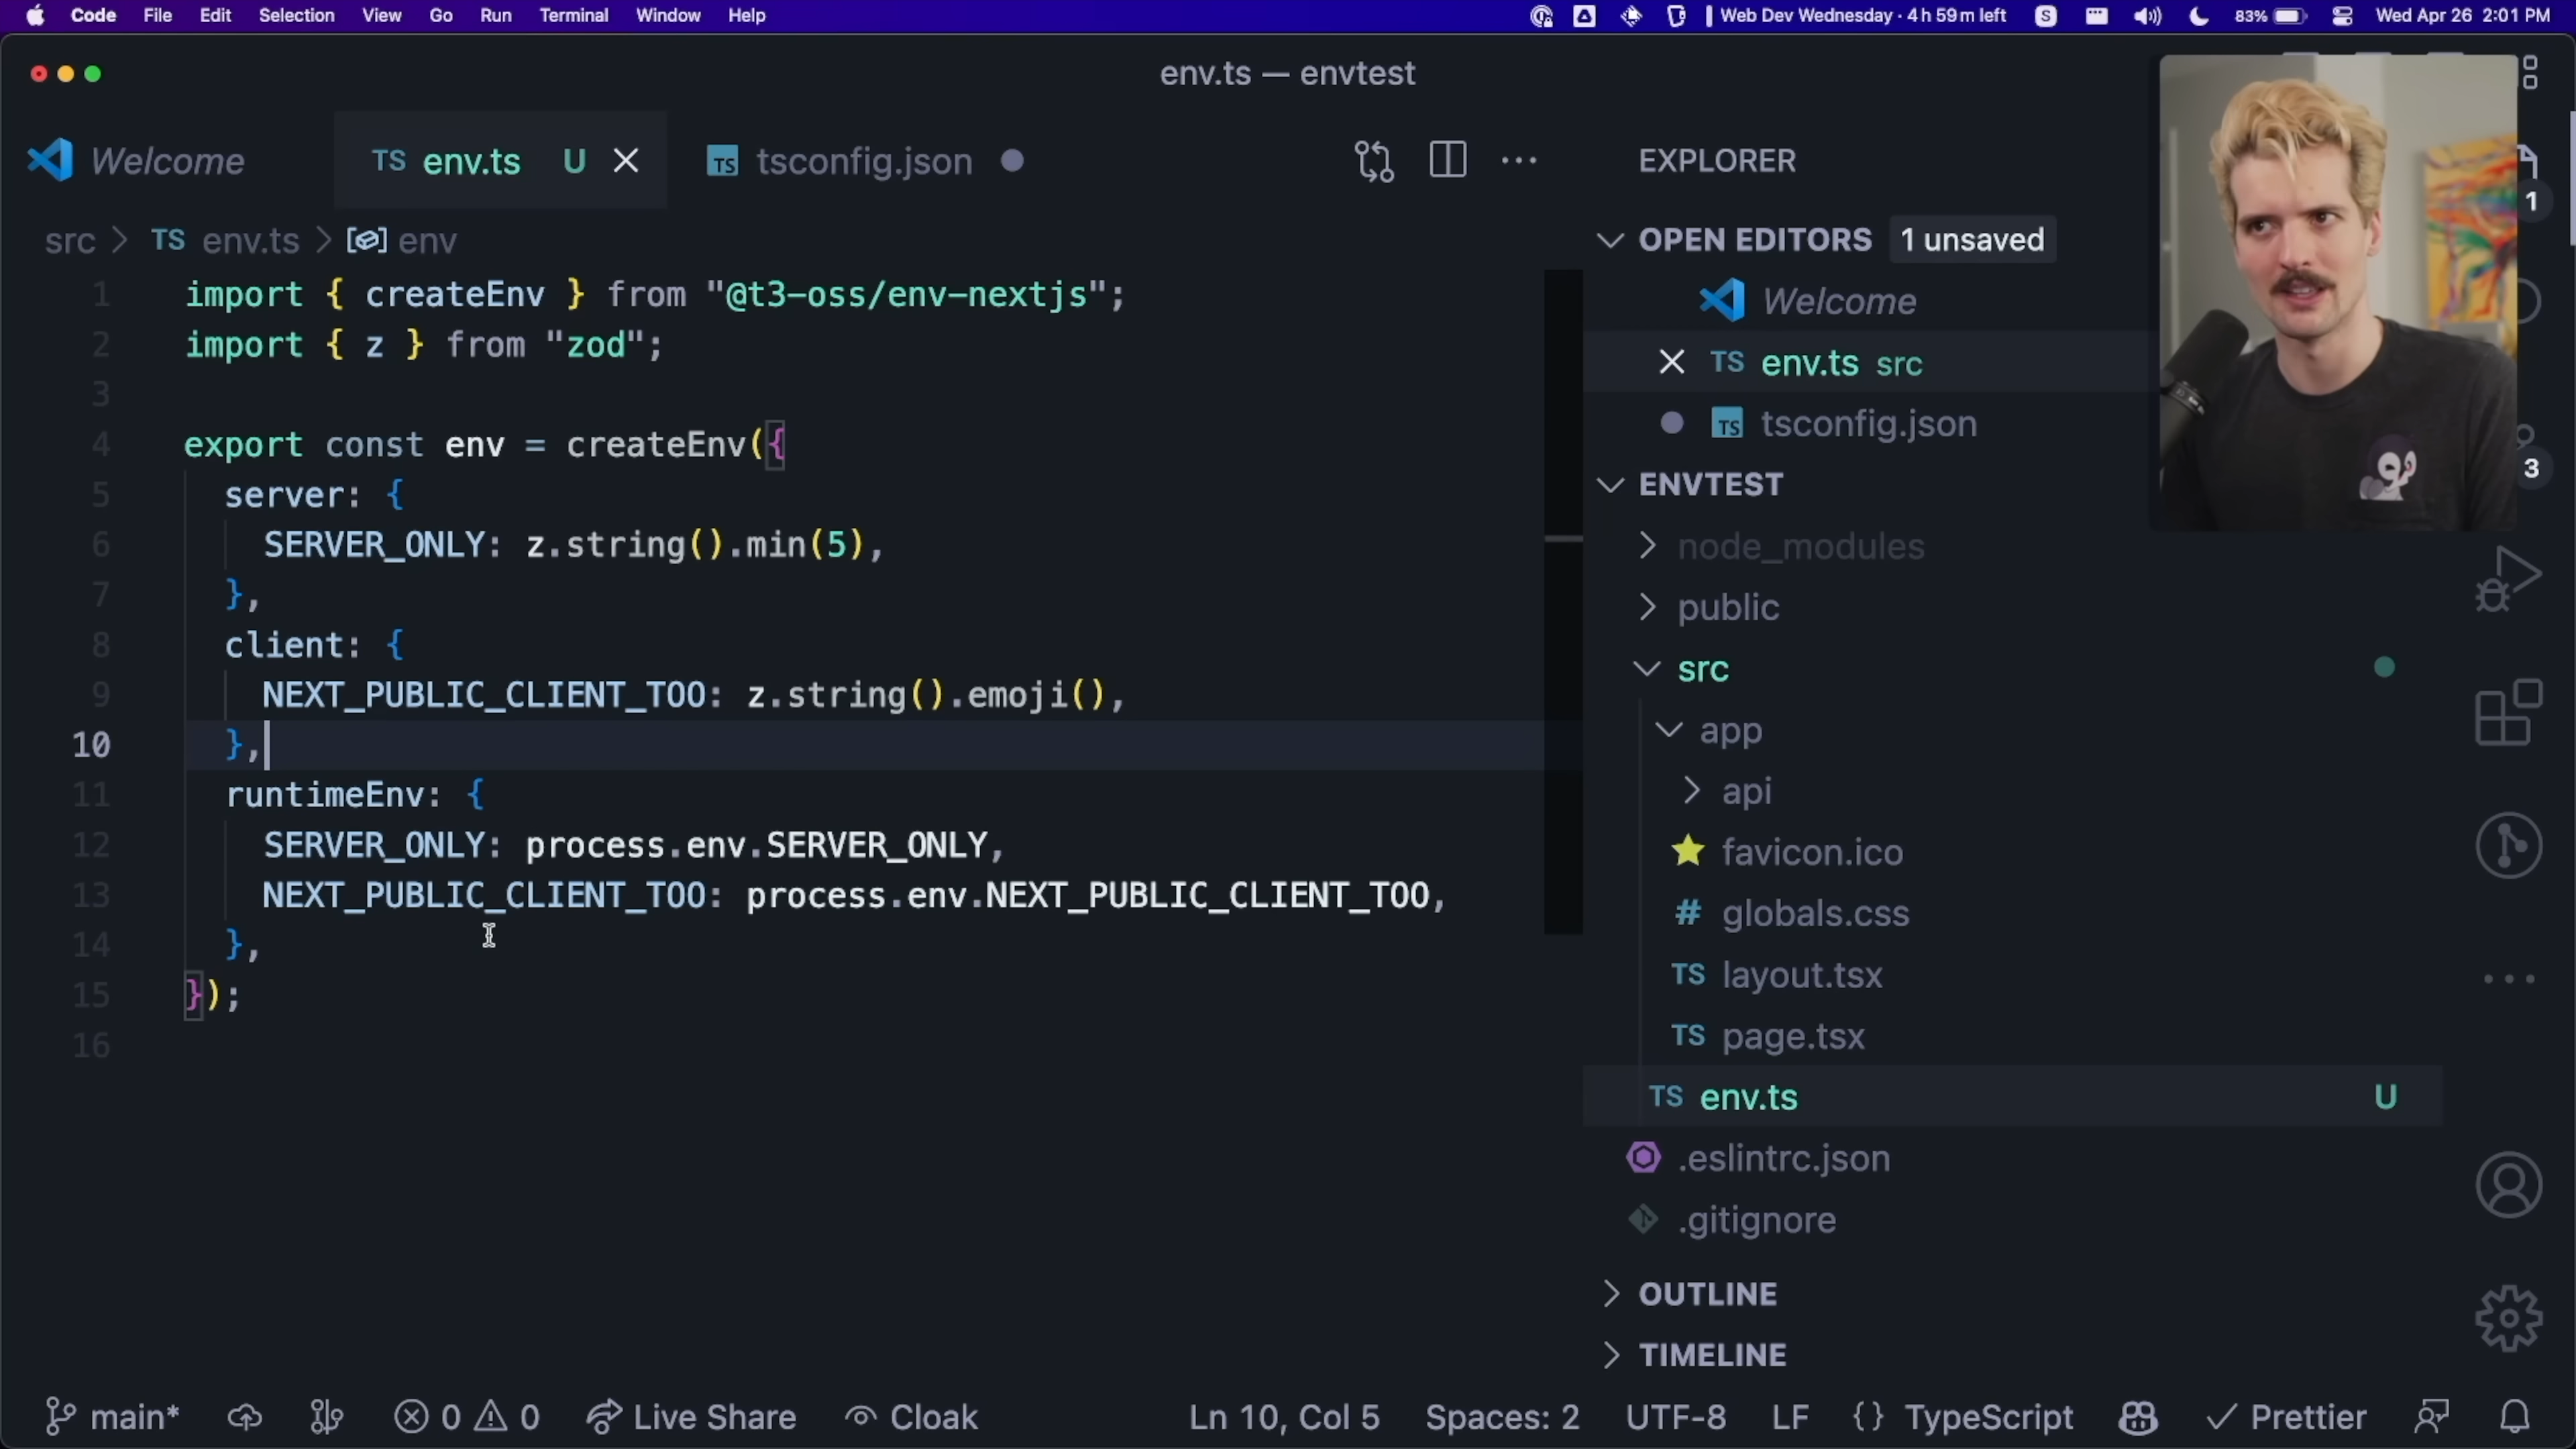 Code File Edit Selection View Go Run Terminal Window Help
Web Dev Wednesday · 4 h 59 m left
S
83%
Wed Apr 26 2:01 PM
env.ts — envtest
Welcome
TS env.ts U
TS tsconfig.json
src > TS env.ts > env
1 import { createEnv } from "@t3-oss/env-nextjs";
2 import { z } from "zod";
3
4 export const env = createEnv({
5 server: {
6 SERVER_ONLY: z.string().min(5),
7 },
8 client: {
9 NEXT_PUBLIC_CLIENT_TOO: z.string().emoji(),
10 },
11 runtimeEnv: {
12 SERVER_ONLY: process.env.SERVER_ONLY,
13 NEXT_PUBLIC_CLIENT_TOO: process.env.NEXT_PUBLIC_CLIENT_TOO,
14 },
15 });
16
EXPLORER
OPEN EDITORS 1 unsaved
Welcome
TS env.ts src
TS tsconfig.json
ENVTEST
node_modules
public
src
app
api
favicon.ico
# globals.css
TS layout.tsx
TS page.tsx
TS env.ts U
.eslintrc.json
.gitignore
OUTLINE
TIMELINE
1
3
main* 0 0 Live Share Cloak Ln 10, Col 5 Spaces: 2 UTF-8 LF {} TypeScript Prettier